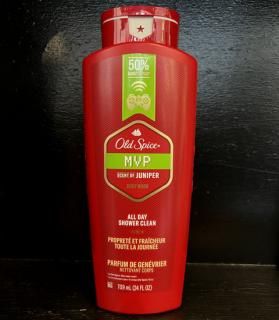 50%
Old Spice
MVP
SCENT OF JUNIPER
BODY WASH
ALL DAY
SHOWER CLEAN
PROPRETÉ ET FRAÎCHEUR
TOUTE LA JOURNÉE
PARFUM DE GENÉVRIER
NETTOYANT CORPS
709 mL (24 FL OZ)